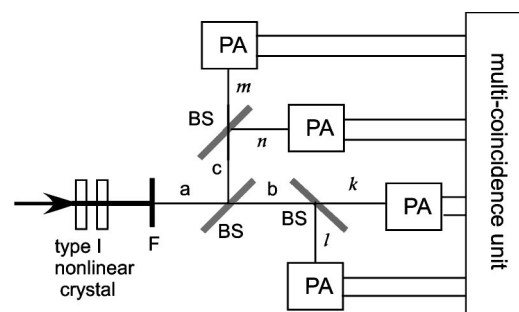 PA
m
BS
n
PA
c
a
b
k
BS
BS
PA
l
F
type I
nonlinear
crystal
PA
multi-coincidence unit